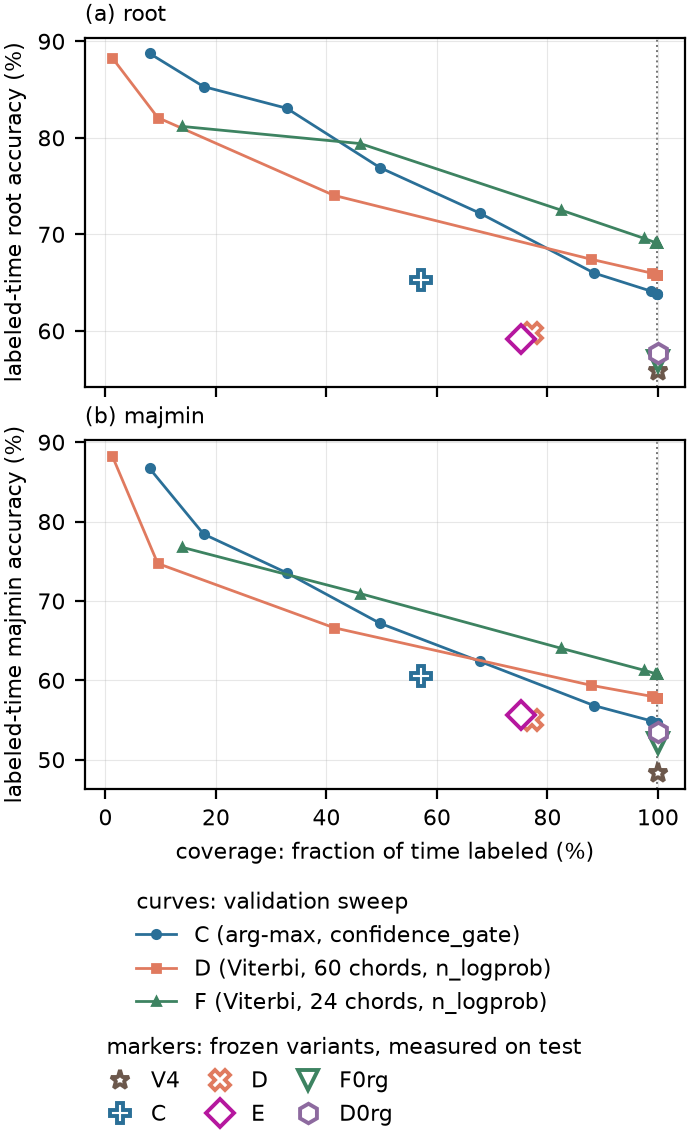 (a) root
labeled-time root accuracy (%)
90
80
70
60
(b) majmin
labeled-time majmin accuracy (%)
90
80
70
60
50
0 20 40 60 80 100
coverage: fraction of time labeled (%)
curves: validation sweep
C (arg-max, confidence_gate)
D (Viterbi, 60 chords, n_logprob)
F (Viterbi, 24 chords, n_logprob)
markers: frozen variants, measured on test
V4 D F0rg
C E D0rg